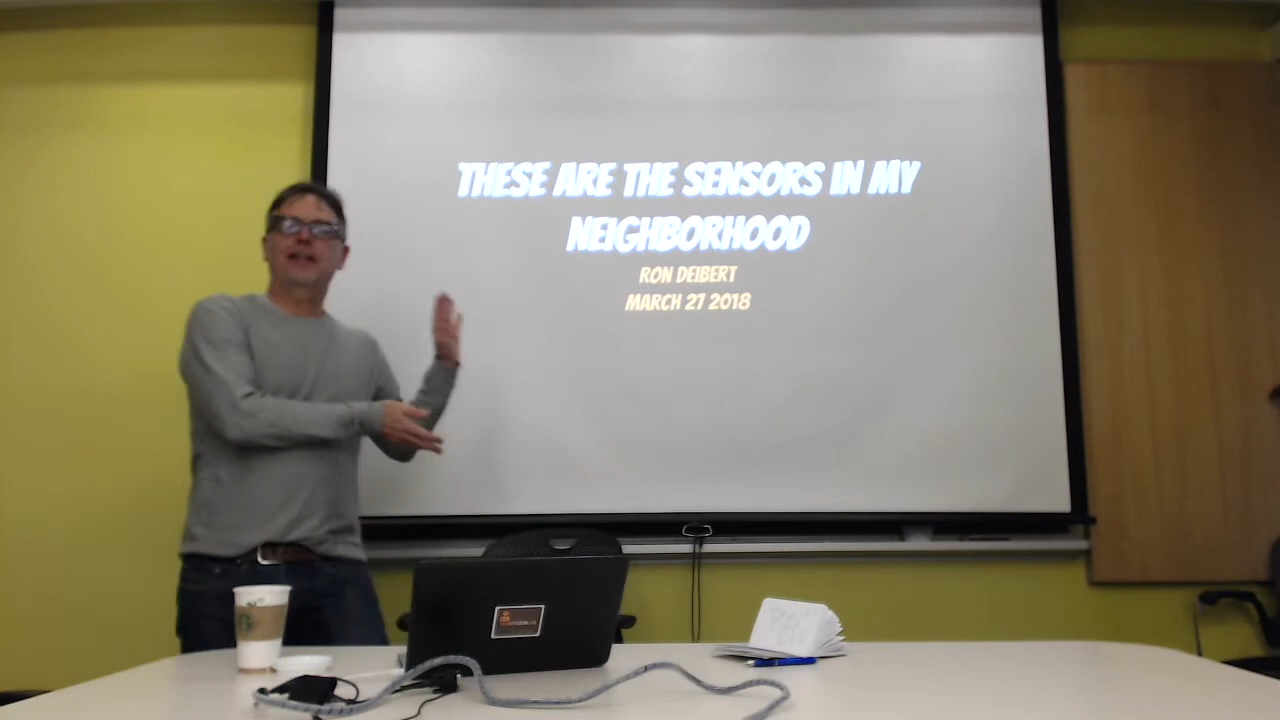 THESE ARE THE SENSORS IN MY
NEIGHBORHOOD
RON DEIBERT
MARCH 27 2018